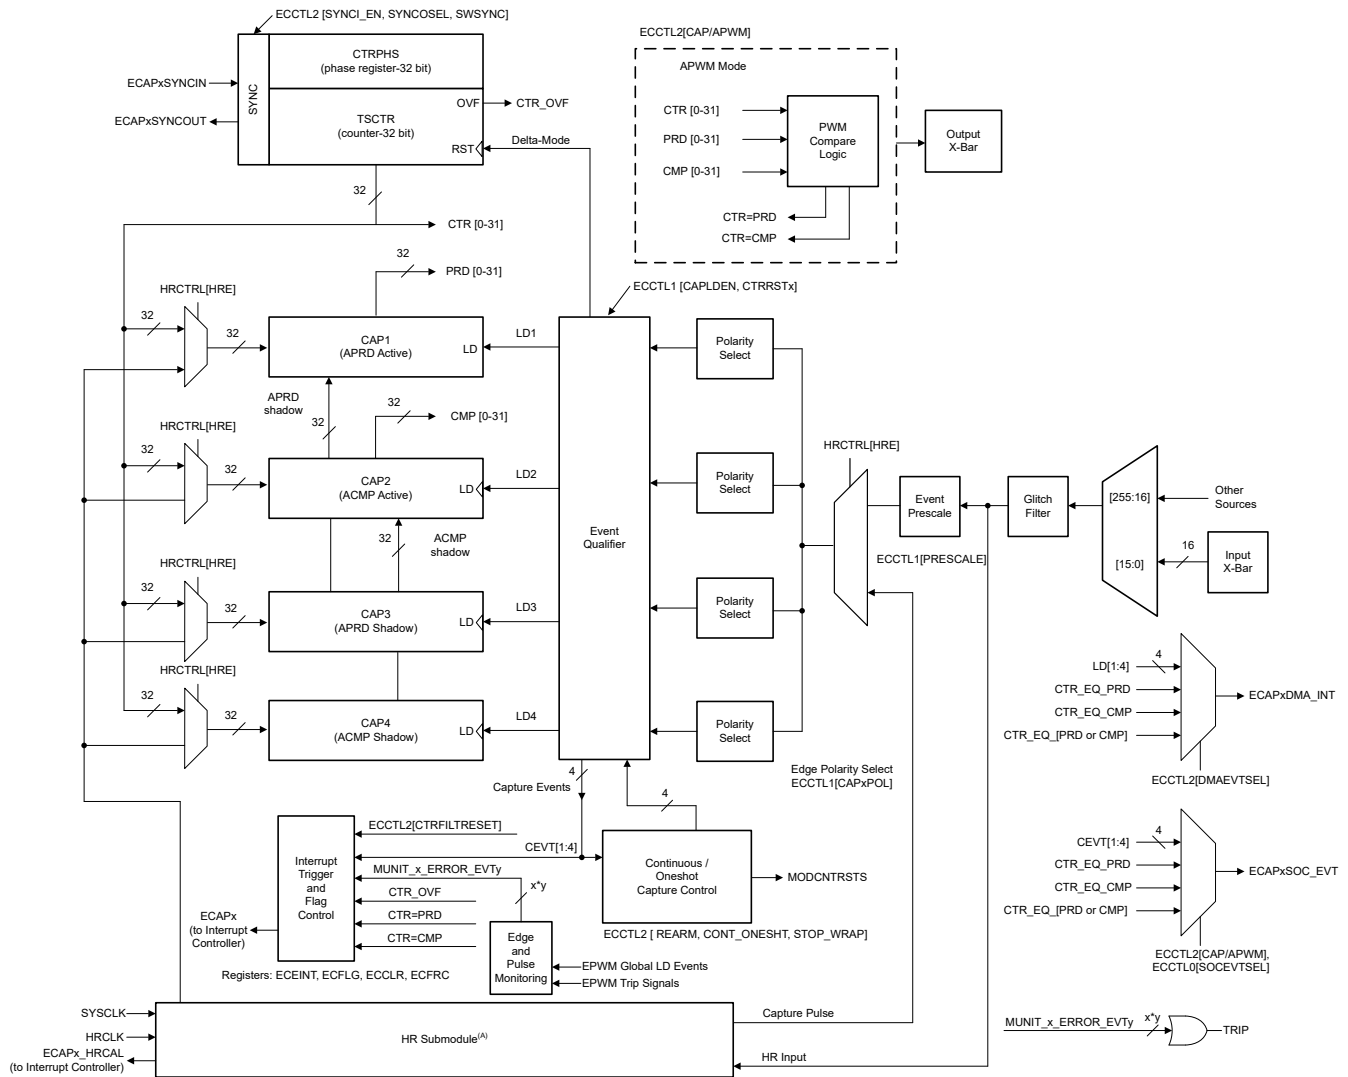 ECCTL2 [SYNCI_EN, SYNCOSEL, SWSYNC]
SYNC
CTRPHS
(phase register-32 bit)
TSCTR
(counter-32 bit)
OVF
RST
ECAPxSYNCIN
ECAPxSYNCOUT
CTR_OVF
Delta-Mode
32
CTR [0-31]
32
PRD [0-31]
ECCTL2[CAP/APWM]
APWM Mode
CTR [0-31]
PRD [0-31]
CMP [0-31]
PWM
Compare
Logic
CTR=PRD
CTR=CMP
Output
X-Bar
ECCTL1 [CAPLDEN, CTRRSTx]
HRCTRL[HRE]
32
32
CAP1
(APRD Active)
LD
LD1
Polarity
Select
APRD
shadow
32
32
CMP [0-31]
HRCTRL[HRE]
32
32
CAP2
(ACMP Active)
LD
LD2
Polarity
Select
32
ACMP
shadow
Event
Qualifier
HRCTRL[HRE]
32
32
CAP3
(APRD Shadow)
LD
LD3
Polarity
Select
HRCTRL[HRE]
32
32
CAP4
(ACMP Shadow)
LD
LD4
Polarity
Select
HRCTRL[HRE]
Event
Prescale
ECCTL1[PRESCALE]
Glitch
Filter
[255:16]
[15:0]
Other
Sources
16
Input
X-Bar
Edge Polarity Select
ECCTL1[CAPxPOL]
LD[1:4]
4
CTR_EQ_PRD
CTR_EQ_CMP
CTR_EQ_[PRD or CMP]
ECAPxDMA_INT
ECCTL2[DMAEVTSEL]
CEVT[1:4]
4
CTR_EQ_PRD
CTR_EQ_CMP
CTR_EQ_[PRD or CMP]
ECAPxSOC_EVT
ECCTL2[CAP/APWM],
ECCTL0[SOCEVTSEL]
4
Capture Events
4
Continuous /
Oneshot
Capture Control
MODCNTRSTS
ECCTL2 [ REARM, CONT_ONESHT, STOP_WRAP]
Interrupt
Trigger
and
Flag
Control
ECCTL2[CTRFILTRESET]
CEVT[1:4]
MUNIT_x_ERROR_EVTy
x*y
CTR_OVF
CTR=PRD
CTR=CMP
ECAPx
(to Interrupt
Controller)
Registers: ECEINT, ECFLG, ECCLR, ECFRC
Edge
and
Pulse
Monitoring
EPWM Global LD Events
EPWM Trip Signals
SYSCLK
HRCLK
ECAPx_HRCAL
(to Interrupt Controller)
HR Submodule(A)
Capture Pulse
HR Input
MUNIT_x_ERROR_EVTy
x*y
TRIP